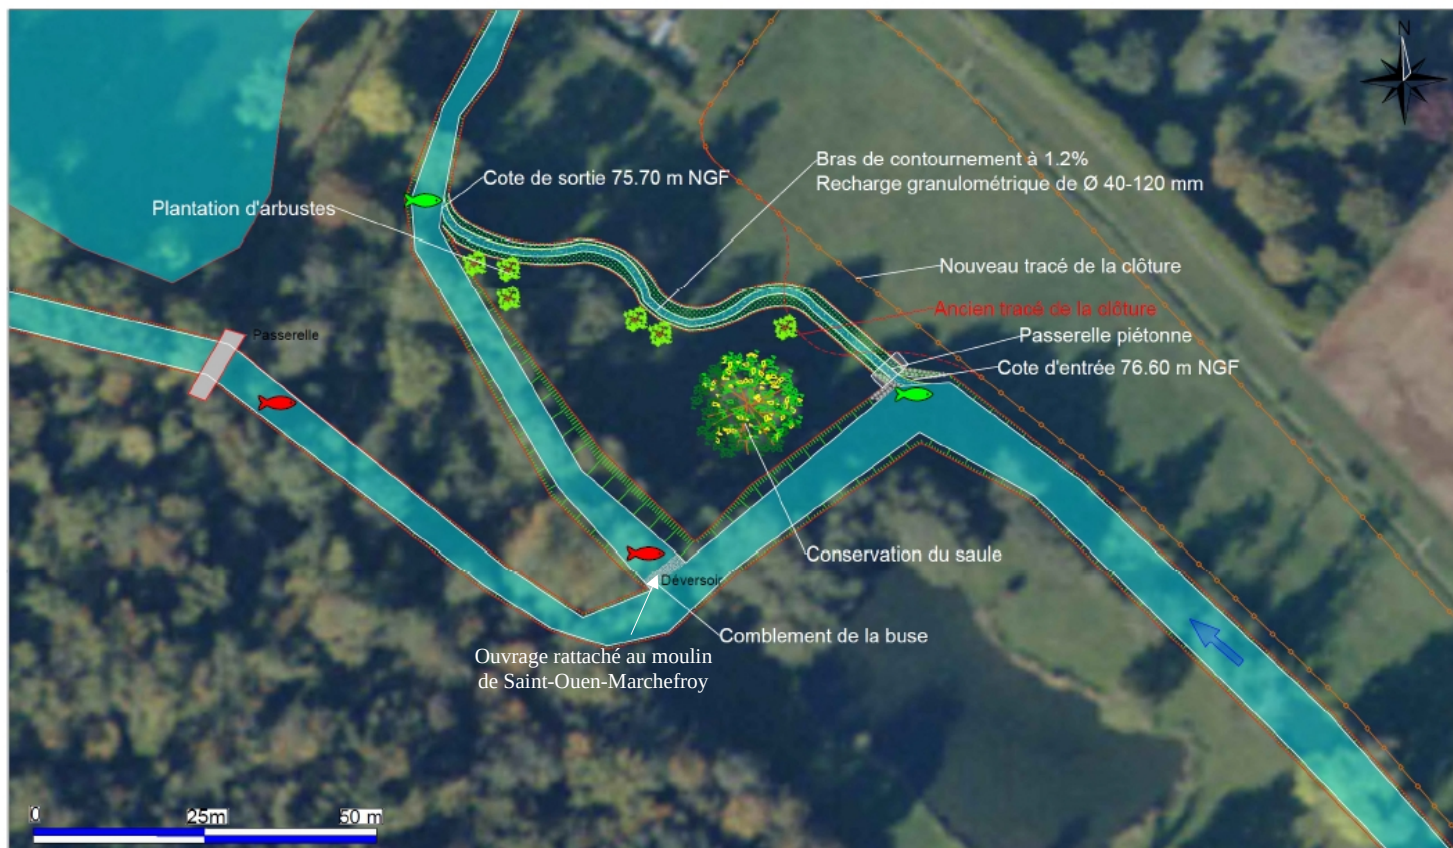 N
Bras de contournement à 1.2%
Recharge granulométrique de Ø 40-120 mm
Cote de sortie 75.70 m NGF
Plantation d'arbustes
Nouveau tracé de la clôture
Ancien tracé de la clôture
Passerelle
Passerelle piétonne
Cote d'entrée 76.60 m NGF
Conservation du saule
Déversoir
Comblement de la buse
Ouvrage rattaché au moulin
de Saint-Ouen-Marchefroy
0 25m 50 m